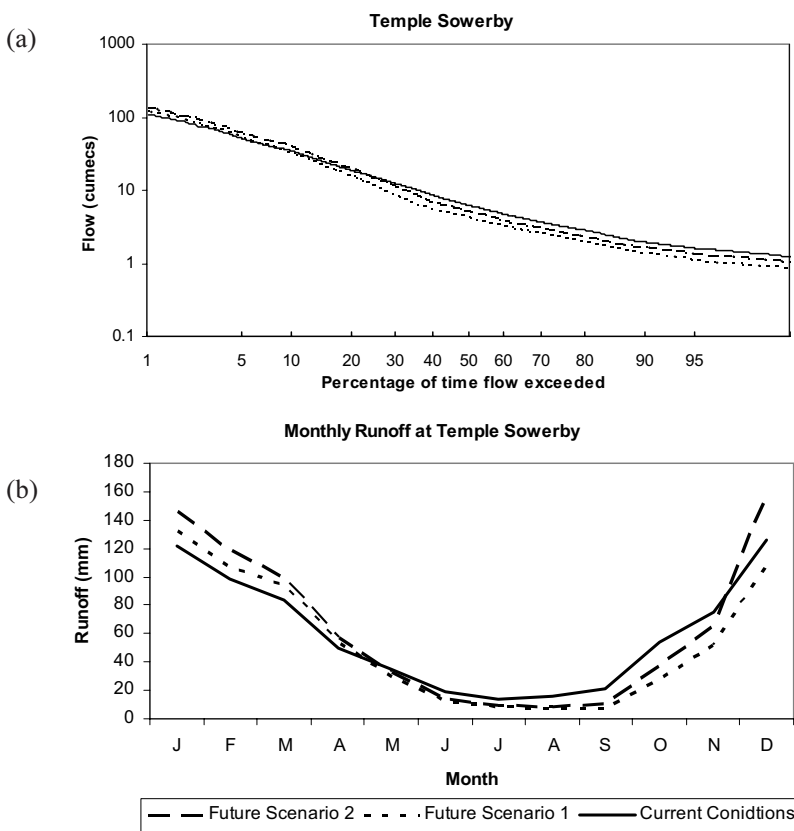 (a)
Temple Sowerby
1000
100
10
1
0.1
Flow (cumecs)
1 5 10 20 30 40 50 60 70 80 90 95
Percentage of time flow exceeded
(b)
Monthly Runoff at Temple Sowerby
180
160
140
120
100
80
60
40
20
0
Runoff (mm)
J F M A M J J A S O N D
Month
Future Scenario 2 Future Scenario 1 Current Conidtions